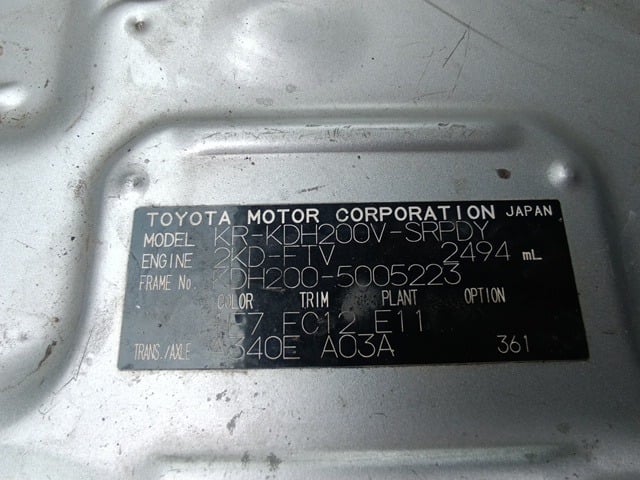 TOYOTA MOTOR CORPORATION JAPAN
MODEL KR-KDH200V-SRPDY
ENGINE 2KD-FTV 2494 mL
FRAME No. KDH200-5005223
COLOR TRIM PLANT OPTION
FC12 E11
TRANS./AXLE A340E A03A 361